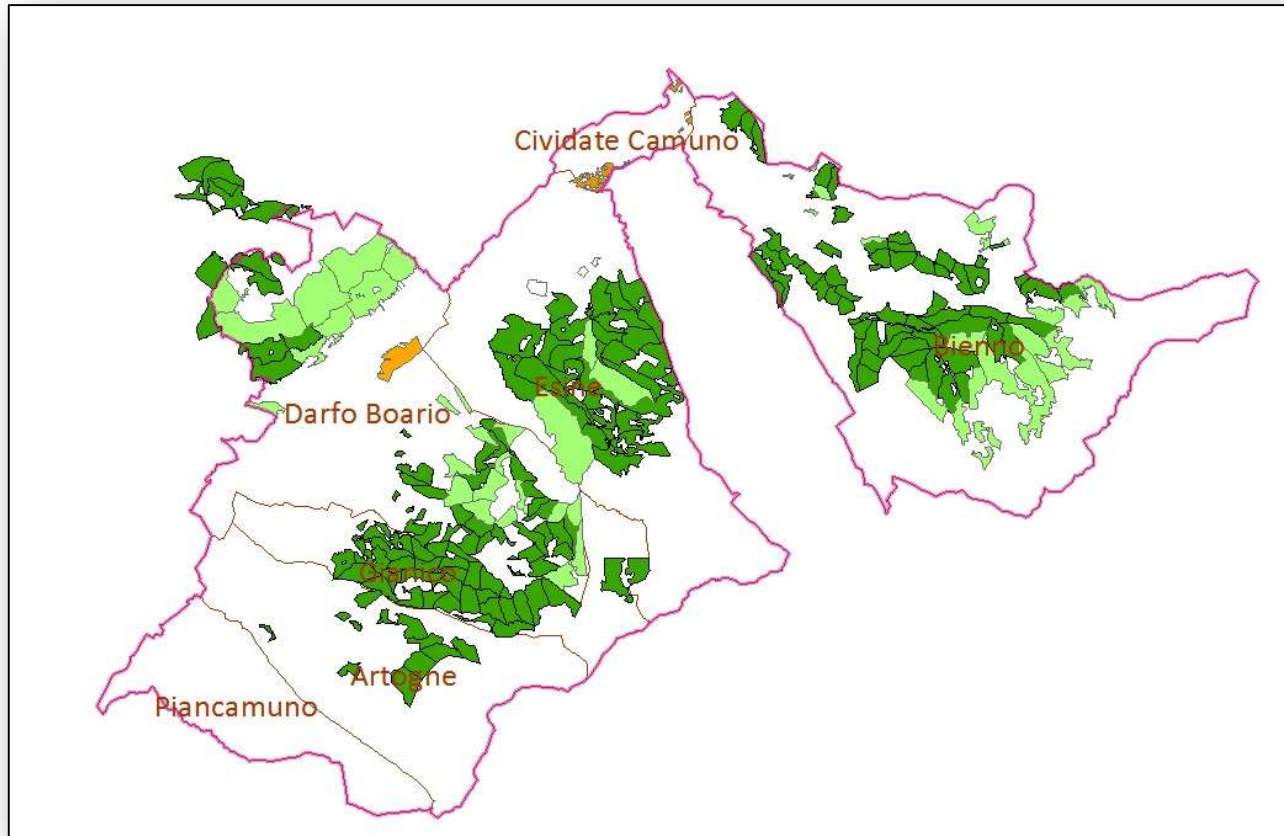 Cividate Camuno
Bienno
Esine
Darfo Boario
Gianico
Artogne
Piancamuno